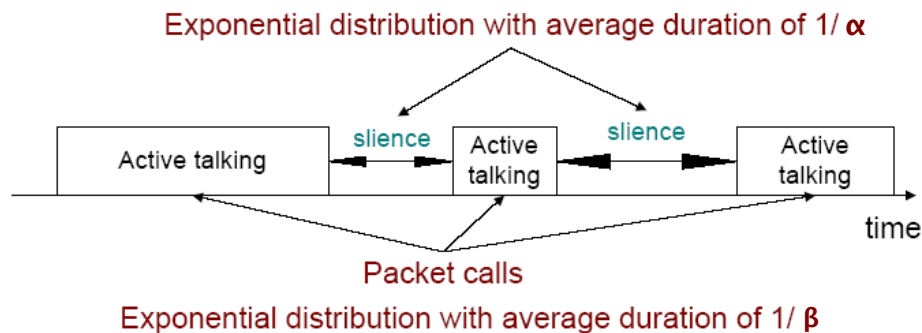 Exponential distribution with average duration of 1/ α
slience
slience
Active talking
Active
talking
Active
talking
time
Packet calls
Exponential distribution with average duration of 1/ β